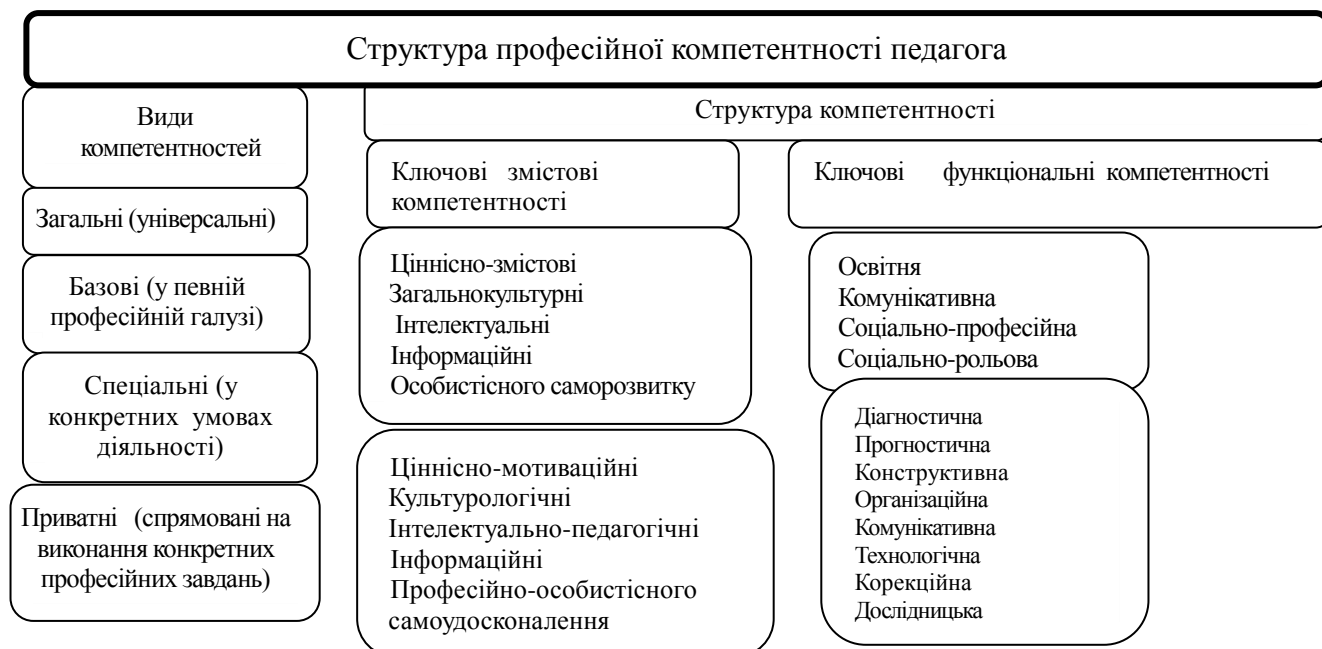 Структура професійної компетентності педагога
Види
компетентностей
Загальні (універсальні)
Базові (у певній
професійній галузі)
Спеціальні (у
конкретних умовах
діяльності)
Приватні (спрямовані на
виконання конкретних
професійних завдань)
Структура компетентності
Ключові змістові
компетентності
Ціннісно-змістові
Загальнокультурні
Інтелектуальні
Інформаційні
Особистісного саморозвитку
Ціннісно-мотиваційні
Культурологічні
Інтелектуально-педагогічні
Інформаційні
Професійно-особистісного
самоудосконалення
Ключові функціональні компетентності
Освітня
Комунікативна
Соціально-професійна
Соціально-рольова
Діагностична
Прогностична
Конструктивна
Організаційна
Комунікативна
Технологічна
Корекційна
Дослідницька